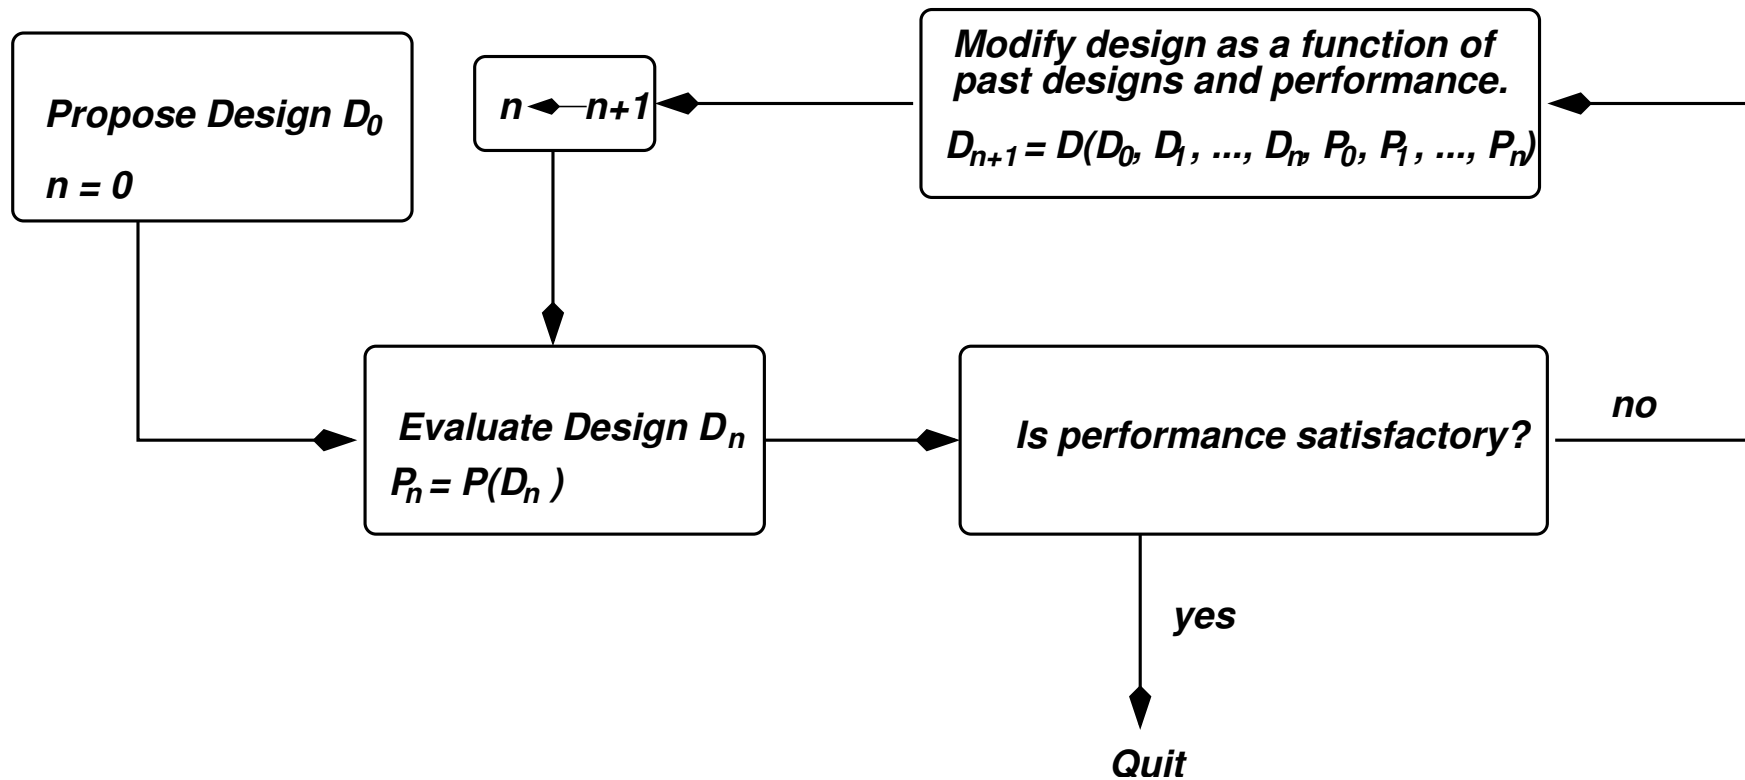 Propose Design D₀
n = 0
n ← n+1
Modify design as a function of
past designs and performance.
Dₙ₊₁ = D(D₀, D₁, ..., Dₙ, P₀, P₁, ..., Pₙ)
Evaluate Design Dₙ
Pₙ = P(Dₙ )
Is performance satisfactory?
no
yes
Quit